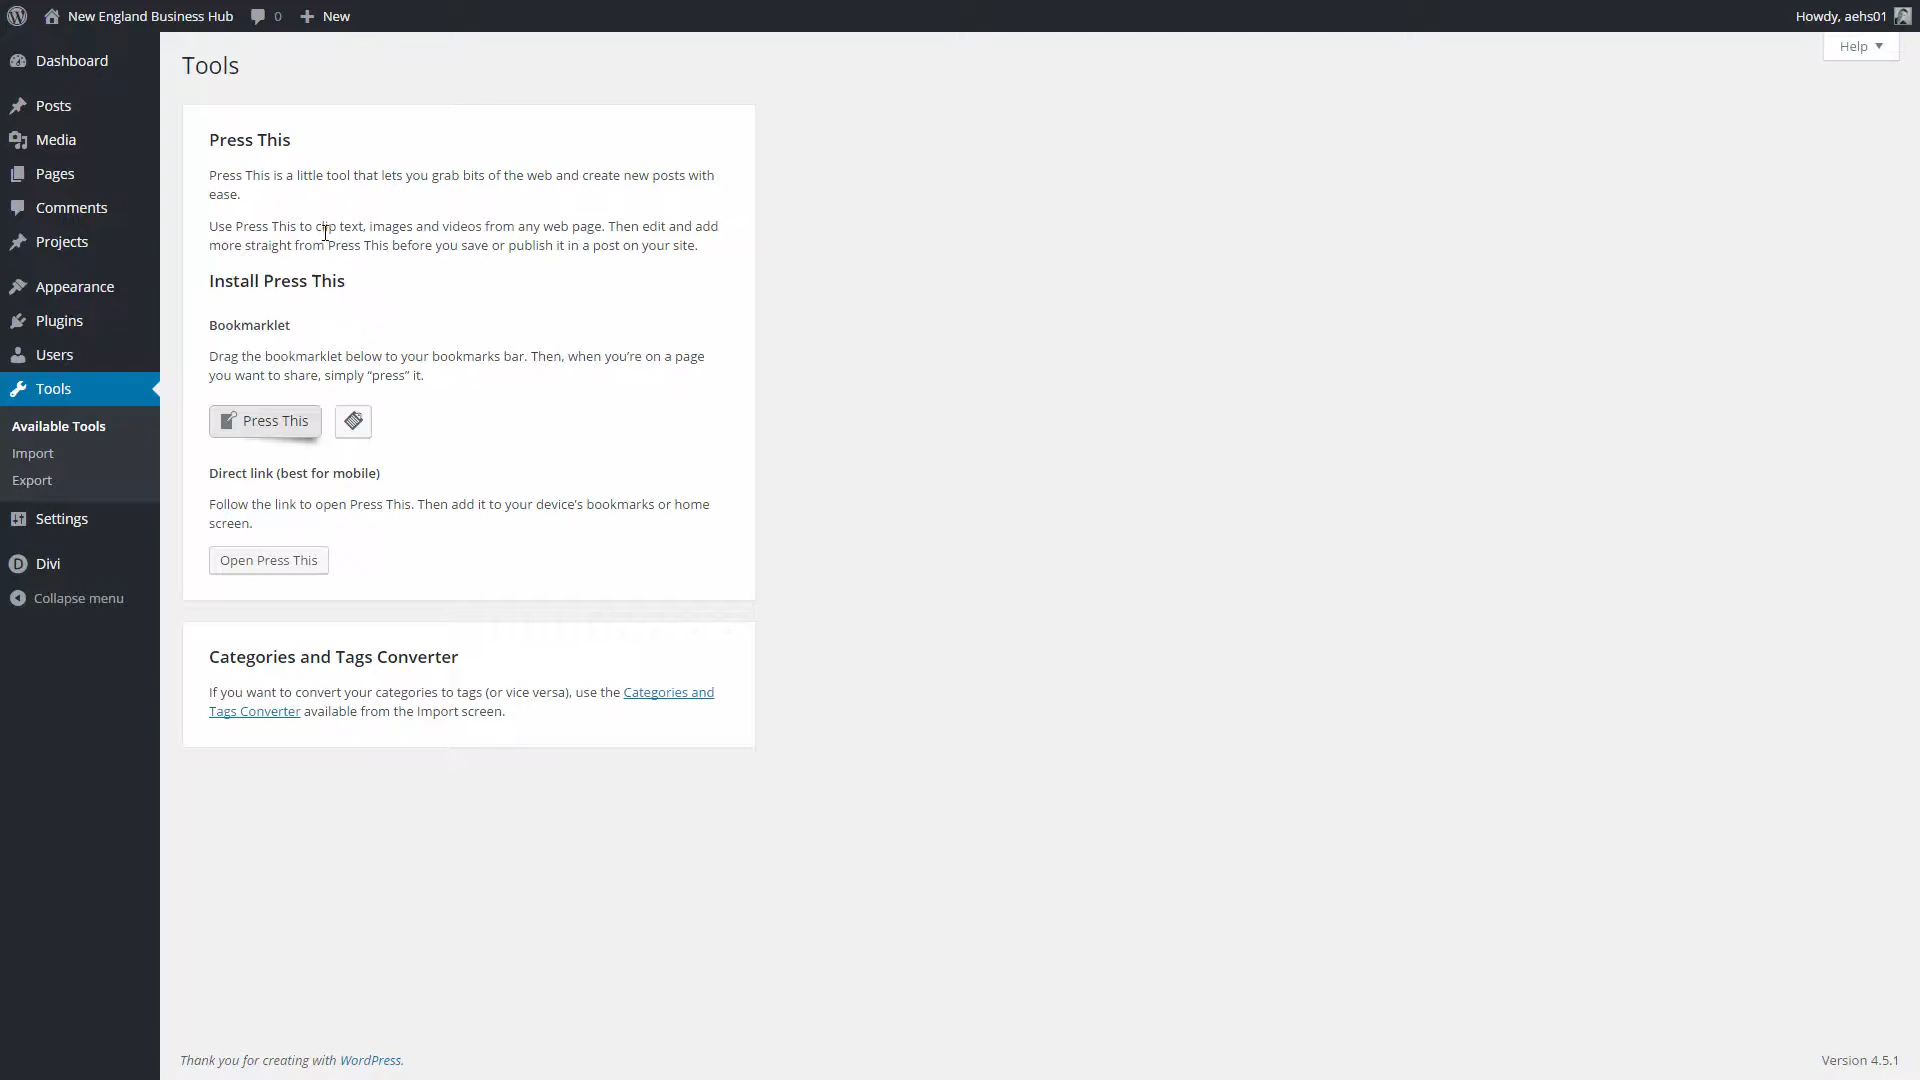 New England Business Hub 0 New Howdy, aehs01
Help
Dashboard
Posts
Media
Pages
Comments
Projects
Appearance
Plugins
Users
Tools
Available Tools
Import
Export
Settings
Divi
Collapse menu
Tools
Press This
Press This is a little tool that lets you grab bits of the web and create new posts with
ease.
Use Press This to clip text, images and videos from any web page. Then edit and add
more straight from Press This before you save or publish it in a post on your site.
Install Press This
Bookmarklet
Drag the bookmarklet below to your bookmarks bar. Then, when you’re on a page
you want to share, simply “press” it.
Press This
Direct link (best for mobile)
Follow the link to open Press This. Then add it to your device’s bookmarks or home
screen.
Open Press This
Categories and Tags Converter
If you want to convert your categories to tags (or vice versa), use the Categories and
Tags Converter available from the Import screen.
Thank you for creating with WordPress.
Version 4.5.1